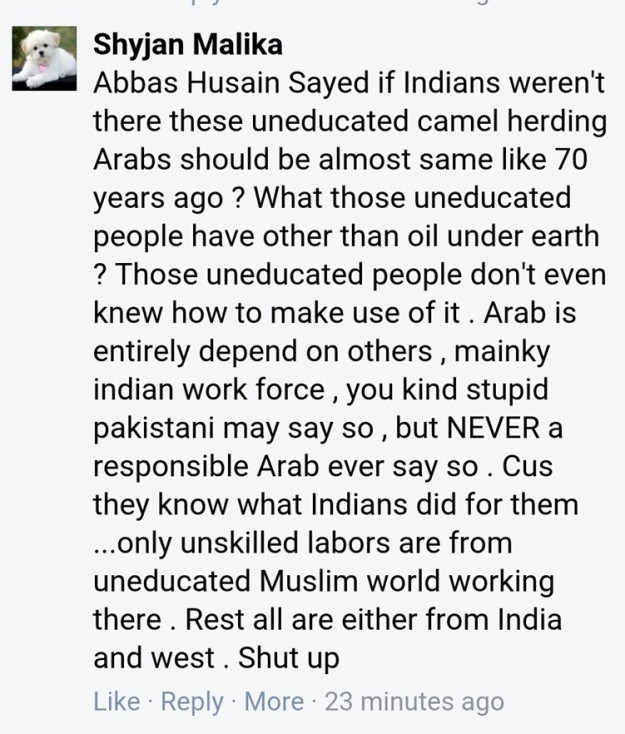 Shyjan Malika
Abbas Husain Sayed if Indians weren't
there these uneducated camel herding
Arabs should be almost same like 70
years ago ? What those uneducated
people have other than oil under earth
? Those uneducated people don't even
knew how to make use of it . Arab is
entirely depend on others , mainky
indian work force , you kind stupid
pakistani may say so , but NEVER a
responsible Arab ever say so . Cus
they know what Indians did for them
...only unskilled labors are from
uneducated Muslim world working
there . Rest all are either from India
and west . Shut up
Like · Reply · More · 23 minutes ago